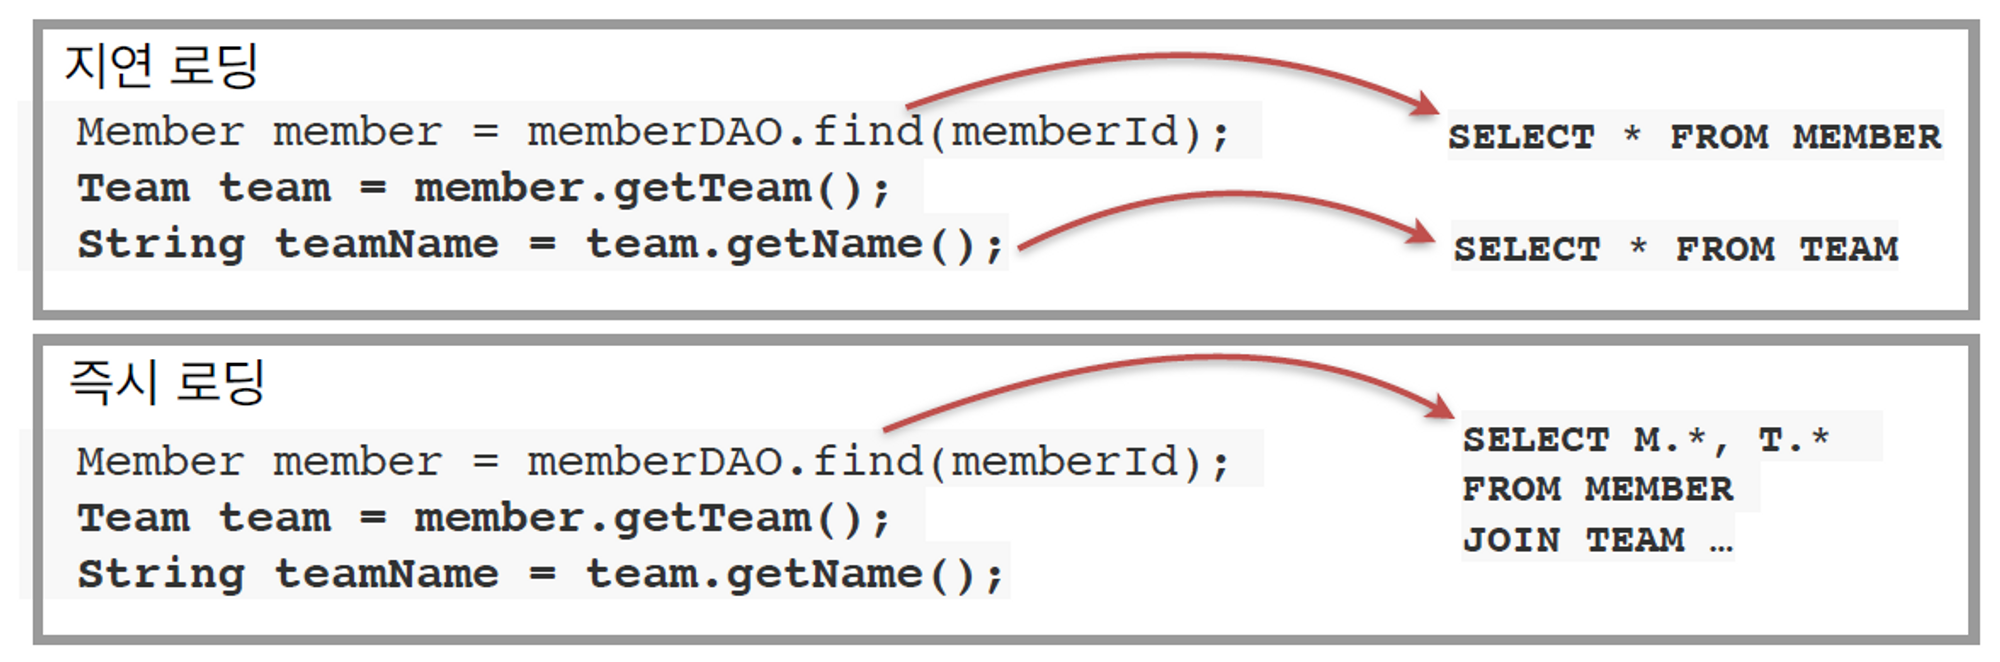 지연 로딩
Member member = memberDAO.find(memberId);
SELECT * FROM MEMBER
Team team = member.getTeam();
String teamName = team.getName();
SELECT * FROM TEAM
즉시 로딩
Member member = memberDAO.find(memberId);
Team team = member.getTeam();
String teamName = team.getName();
SELECT M.*, T.*
FROM MEMBER
JOIN TEAM …